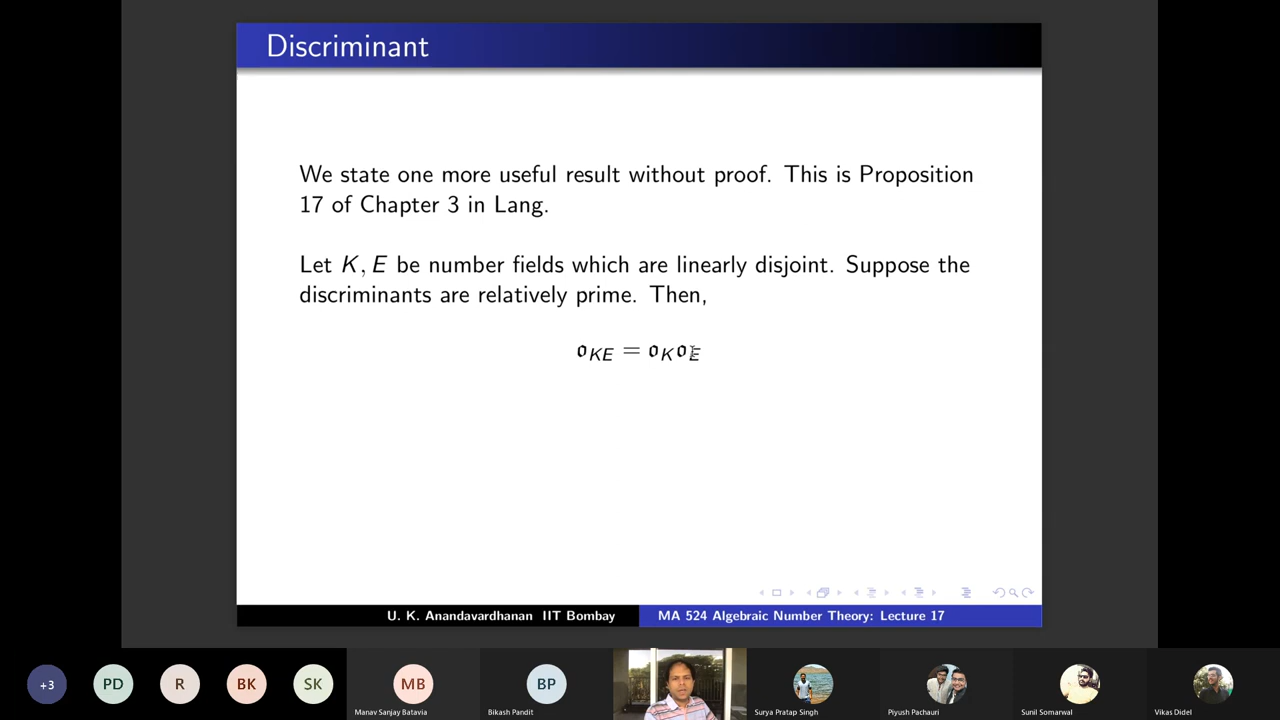 Discriminant
We state one more useful result without proof. This is Proposition
17 of Chapter 3 in Lang.
Let K, E be number fields which are linearly disjoint. Suppose the
discriminants are relatively prime. Then,
𝔬_{KE} = 𝔬_K𝔬_E
U. K. Anandavardhanan IIT Bombay MA 524 Algebraic Number Theory: Lecture 17
+3 PD R BK SK MB BP
Manav Sanjay Batavia Bikash Pandit Surya Pratap Singh Piyush Pachauri Sunil Somarwal Vikas Didel